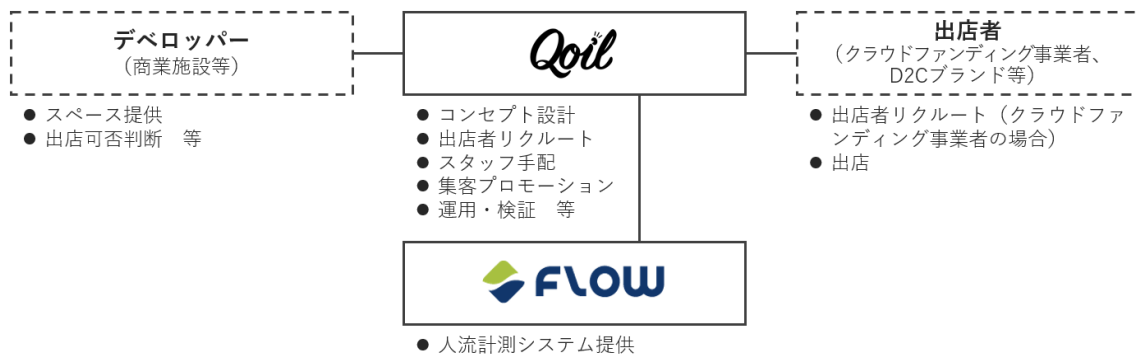 デベロッパー
（商業施設等）
● スペース提供
● 出店可否判断　等
Qoil
● コンセプト設計
● 出店者リクルート
● スタッフ手配
● 集客プロモーション
● 運用・検証　等
出店者
（クラウドファンディング事業者、
D2Cブランド等）
● 出店者リクルート（クラウドファ
ンディング事業者の場合）
● 出店
FLOW
● 人流計測システム提供